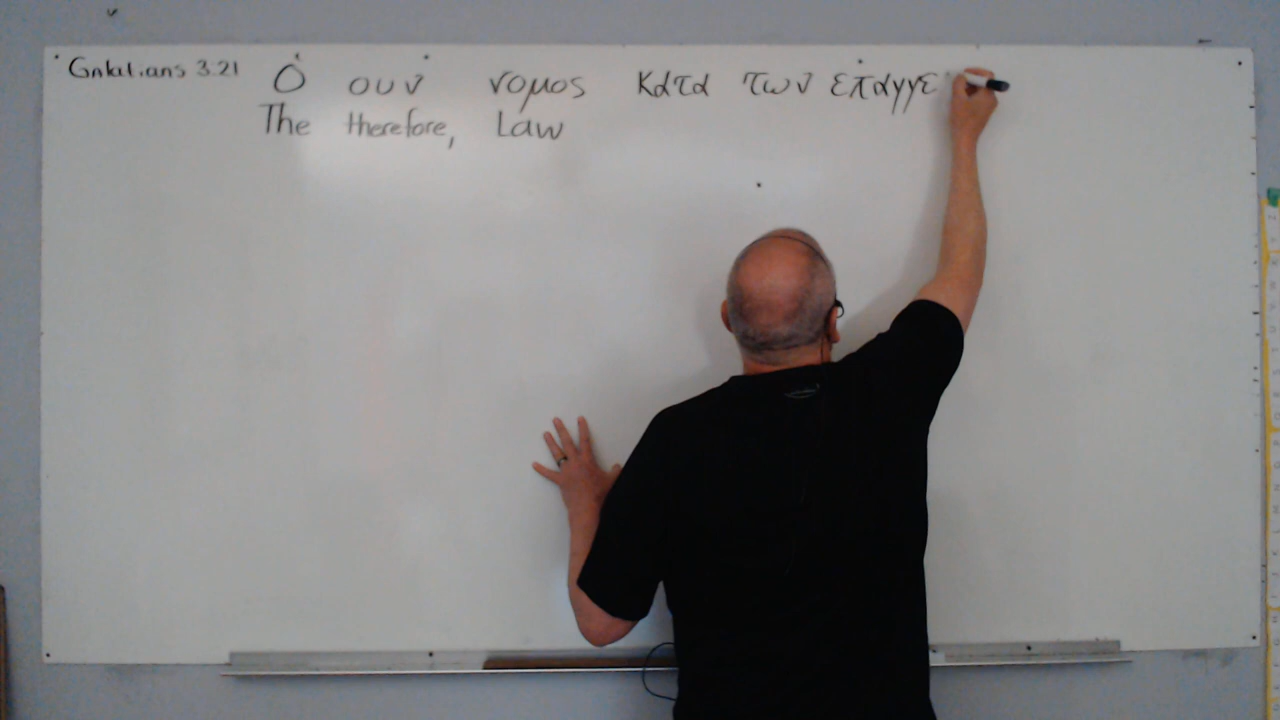 Galatians 3:21 Ὁ ουν νομος κατα των επαγγε
The therefore, Law